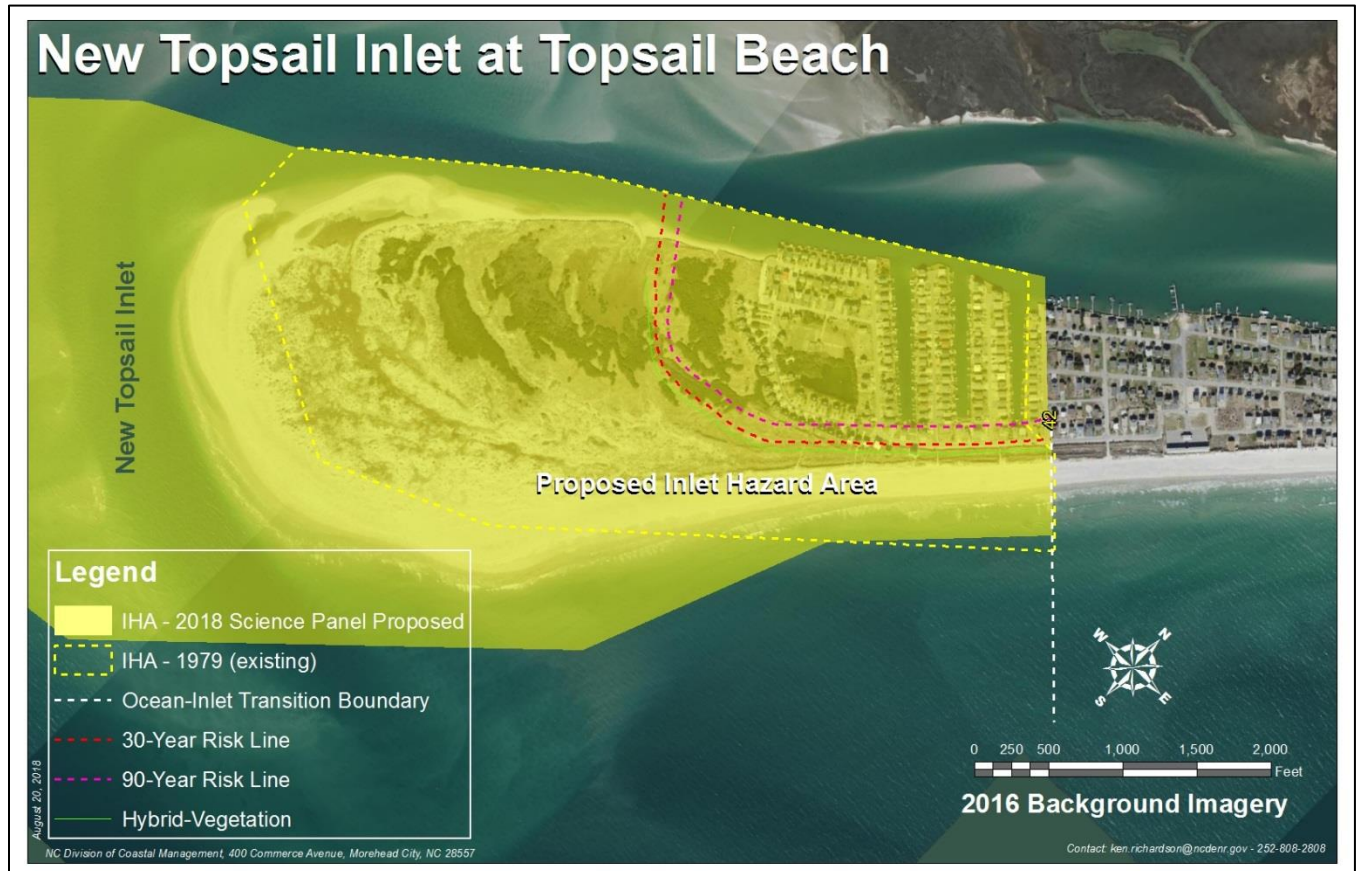 New Topsail Inlet at Topsail Beach
New Topsail Inlet
42
Proposed Inlet Hazard Area
Legend
IHA - 2018 Science Panel Proposed
IHA - 1979 (existing)
Ocean-Inlet Transition Boundary
30-Year Risk Line
90-Year Risk Line
Hybrid-Vegetation
August 20, 2018
NC Division of Coastal Management, 400 Commerce Avenue, Morehead City, NC 28557
W N
S E
0 250 500 1,000 1,500 2,000
Feet
2016 Background Imagery
Contact: ken.richardson@ncdenr.gov - 252-808-2808